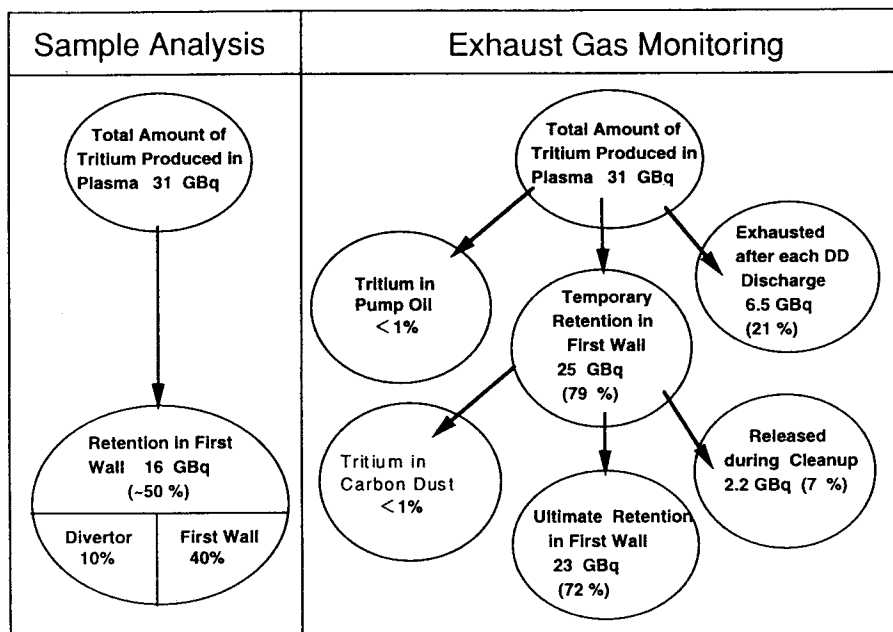 Sample Analysis
Exhaust Gas Monitoring
Total Amount of
Tritium Produced in
Plasma 31 GBq
Retention in First
Wall 16 GBq
(~50 %)
Divertor
10%
First Wall
40%
Total Amount of
Tritium Produced in
Plasma 31 GBq
Tritium in
Pump Oil
<1%
Temporary
Retention in
First Wall
25 GBq
(79 %)
Exhausted
after each DD
Discharge
6.5 GBq
(21 %)
Tritium in
Carbon Dust
<1%
Ultimate Retention
in First Wall
23 GBq
(72 %)
Released
during Cleanup
2.2 GBq (7 %)